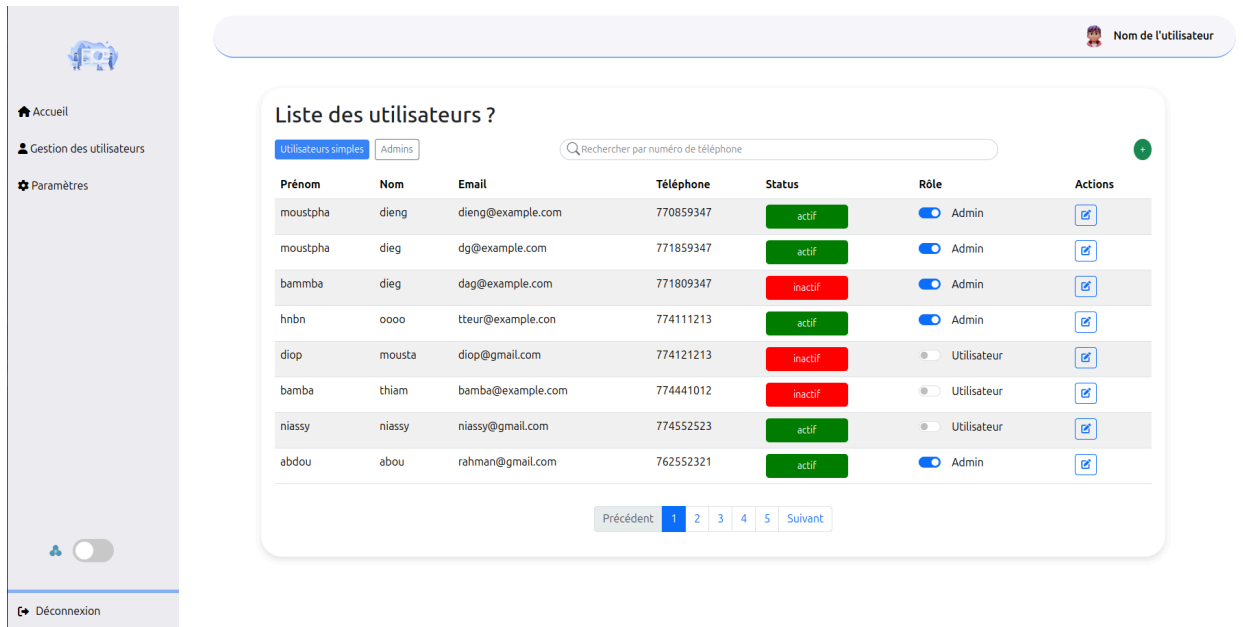 Nom de l'utilisateur
Accueil
Gestion des utilisateurs
Paramètres
Liste des utilisateurs ?
Utilisateurs simples Admins Rechercher par numéro de téléphone +
Prénom Nom Email Téléphone Status Rôle Actions
moustpha dieng dieng@example.com 770859347 actif Admin
moustpha dieg dg@example.com 771859347 actif Admin
bammba dieg dag@example.com 771809347 inactif Admin
hnbn oooo tteur@example.con 774111213 actif Admin
diop mousta diop@gmail.com 774121213 inactif Utilisateur
bamba thiam bamba@example.com 774441012 inactif Utilisateur
niassy niassy niassy@gmail.com 774552523 actif Utilisateur
abdou abou rahman@gmail.com 762552321 actif Admin
Précédent 1 2 3 4 5 Suivant
Déconnexion